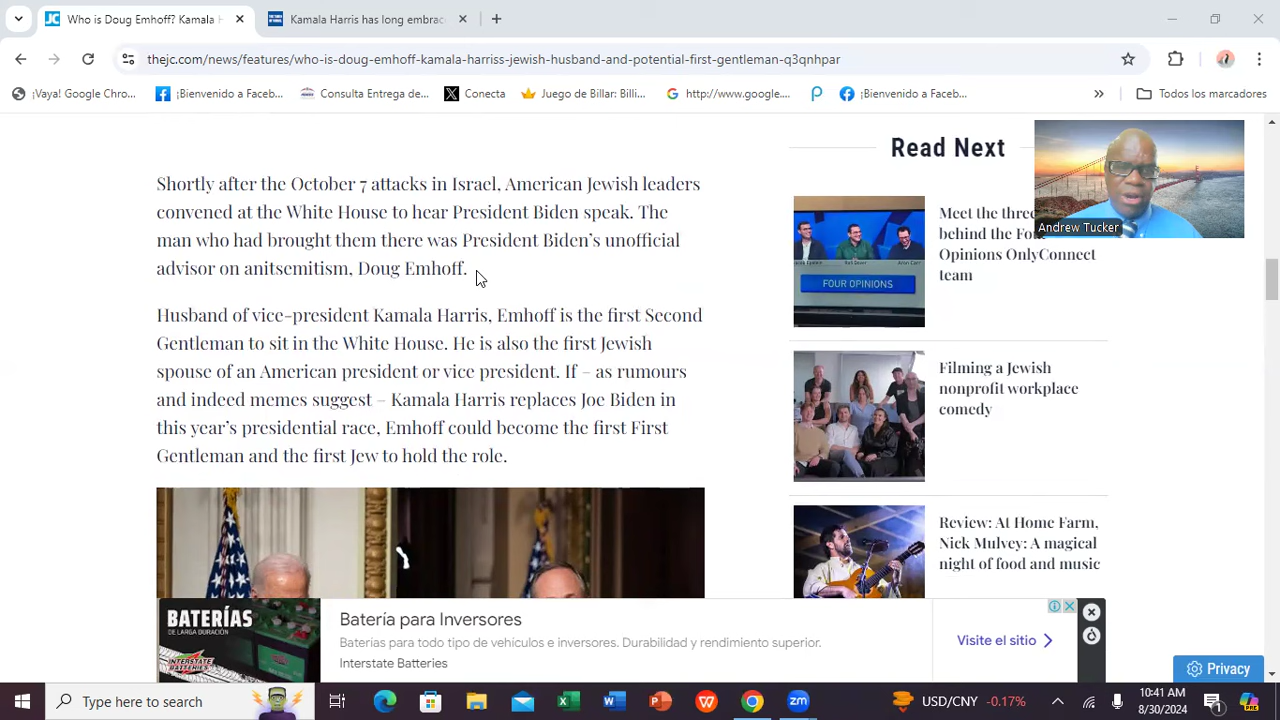 Who is Doug Emhoff? Kamala H
Kamala Harris has long embrac
thejc.com/news/features/who-is-doug-emhoff-kamala-harriss-jewish-husband-and-potential-first-gentleman-q3qnhpar
¡Vaya! Google Chro...
¡Bienvenido a Faceb...
Consulta Entrega de...
Conecta
Juego de Billar: Billi...
http://www.google....
¡Bienvenido a Faceb...
Todos los marcadores
Shortly after the October 7 attacks in Israel, American Jewish leaders
convened at the White House to hear President Biden speak. The
man who had brought them there was President Biden’s unofficial
advisor on anitsemitism, Doug Emhoff.
Husband of vice-president Kamala Harris, Emhoff is the first Second
Gentleman to sit in the White House. He is also the first Jewish
spouse of an American president or vice president. If – as rumours
and indeed memes suggest – Kamala Harris replaces Joe Biden in
this year’s presidential race, Emhoff could become the first First
Gentleman and the first Jew to hold the role.
Read Next
Meet the three
behind the Fou
Opinions OnlyConnect
team
FOUR OPINIONS
Andrew Tucker
Filming a Jewish
nonprofit workplace
comedy
Review: At Home Farm,
Nick Mulvey: A magical
night of food and music
BATERÍAS
DE LARGA DURACIÓN
INTERSTATE
BATTERIES
Batería para Inversores
Baterías para todo tipo de vehículos e inversores. Durabilidad y rendimiento superior.
Interstate Batteries
Visite el sitio
Privacy
Type here to search
USD/CNY -0.17%
10:41 AM
8/30/2024